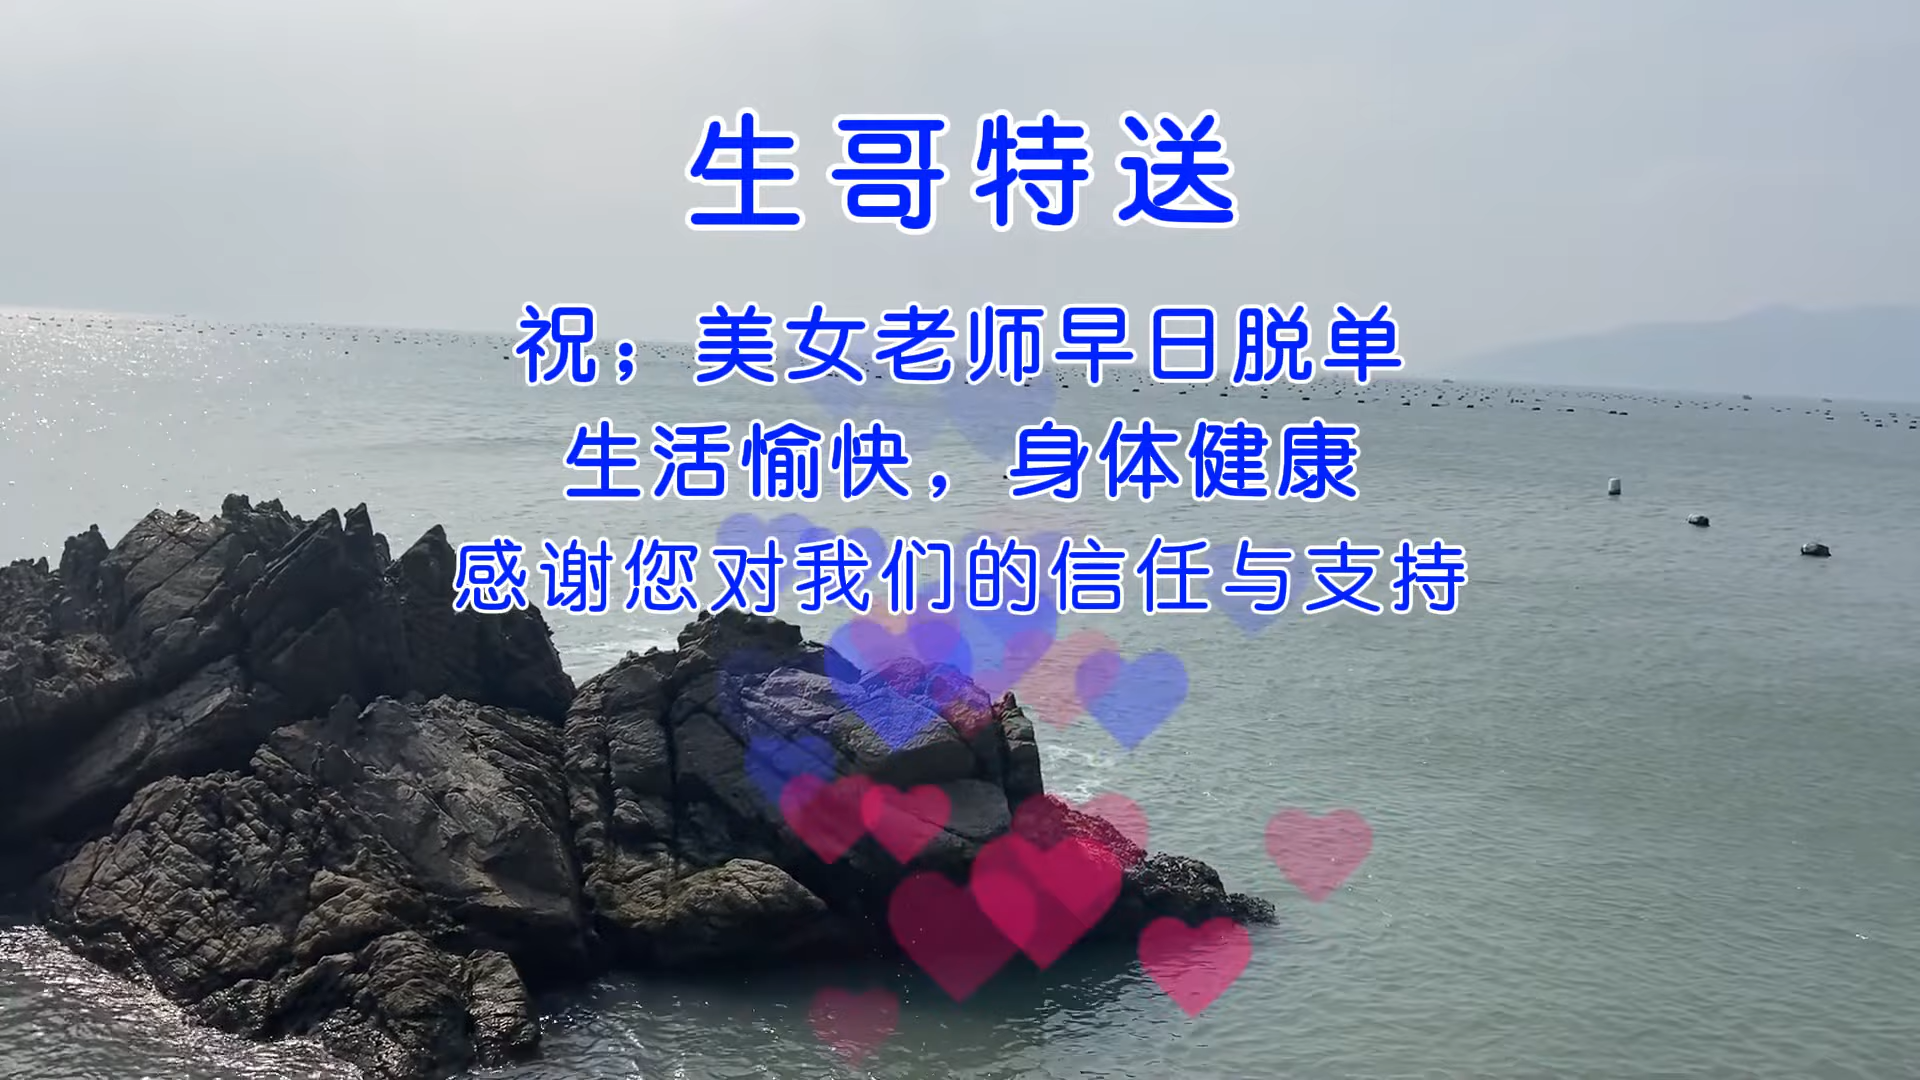 生哥特送
祝；美女老师早日脱单
生活愉快，身体健康
感谢您对我们的信任与支持